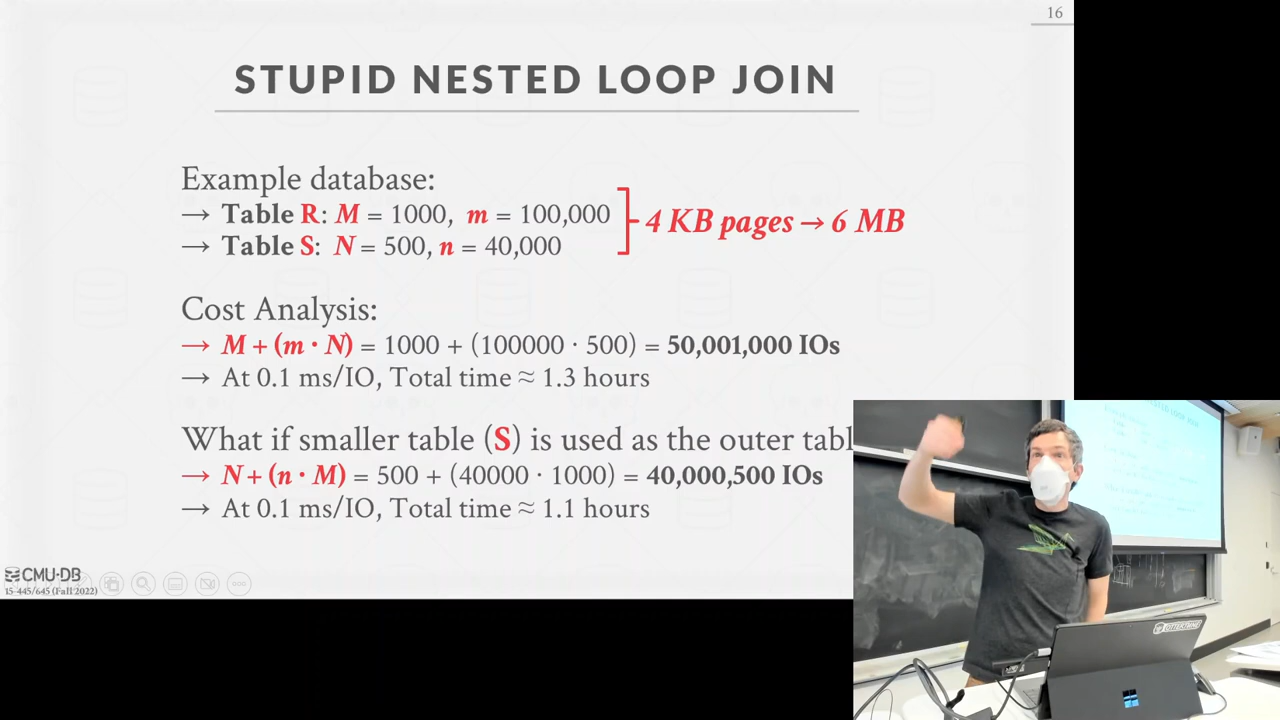 16
STUPID NESTED LOOP JOIN
Example database:
→ Table R: M = 1000, m = 100,000
→ Table S: N = 500, n = 40,000
4 KB pages → 6 MB
Cost Analysis:
→ M + (m · N) = 1000 + (100000 · 500) = 50,001,000 IOs
→ At 0.1 ms/IO, Total time ≈ 1.3 hours
What if smaller table (S) is used as the outer tabl
→ N + (n · M) = 500 + (40000 · 1000) = 40,000,500 IOs
→ At 0.1 ms/IO, Total time ≈ 1.1 hours
CMU·DB
15-445/645 (Fall 2022)